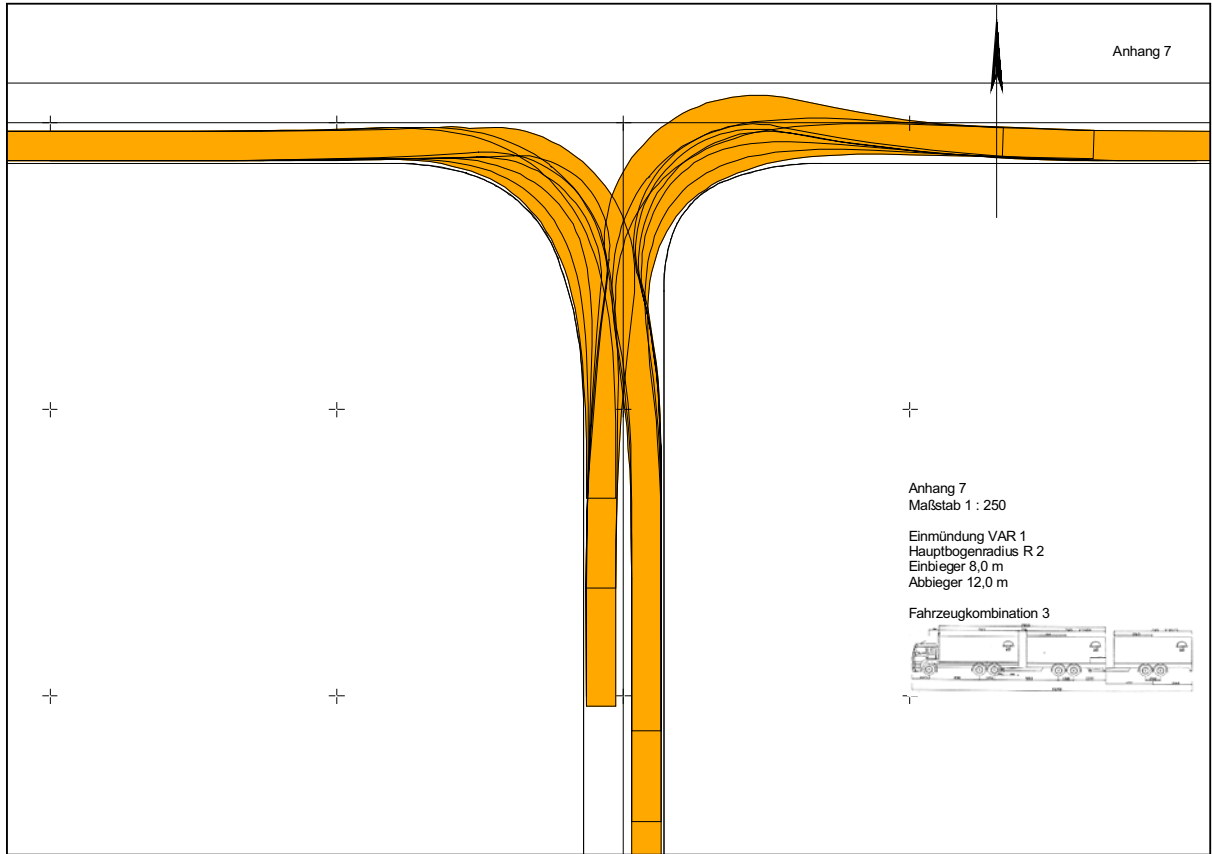 Anhang 7
Anhang 7
Maßstab 1 : 250
Einmündung VAR 1
Hauptbogenradius R 2
Einbieger 8,0 m
Abbieger 12,0 m
Fahrzeugkombination 3